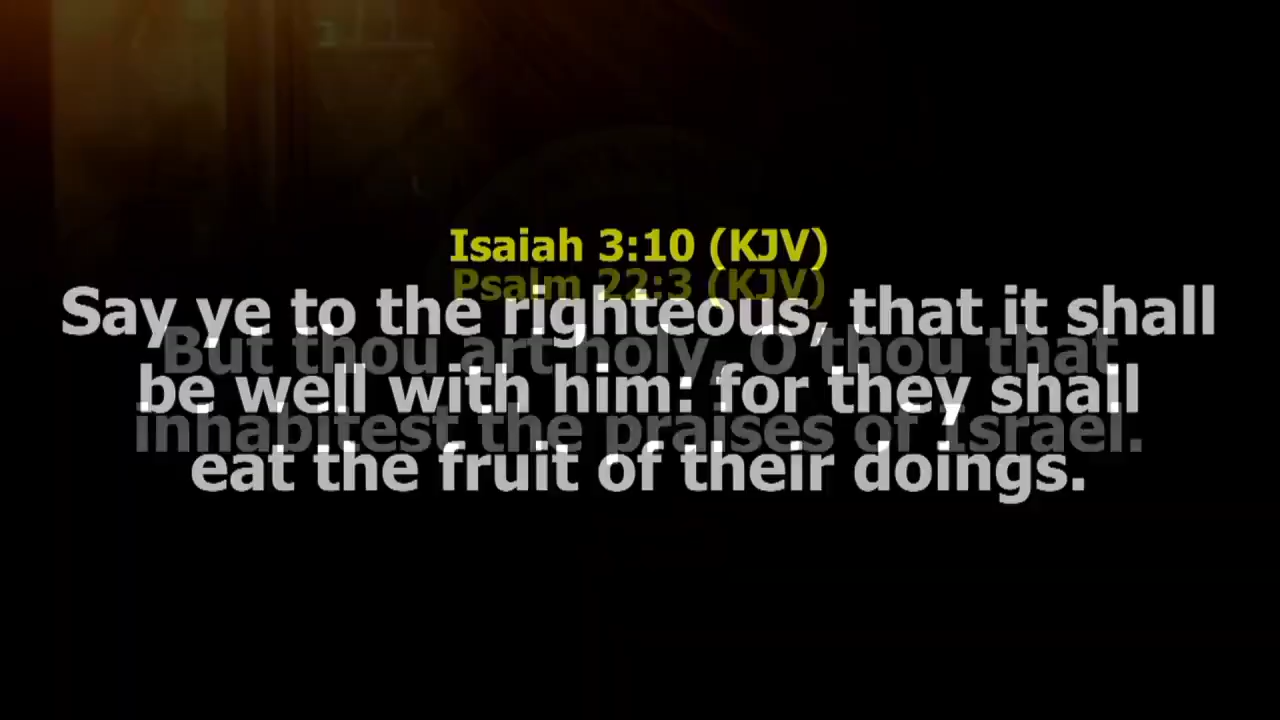 Isaiah 3:10 (KJV)
Psalm 22:3 (KJV)
Say ye to the righteous, that it shall
But thou art holy, O thou that
be well with him: for they shall
inhabitest the praises of Israel.
eat the fruit of their doings.